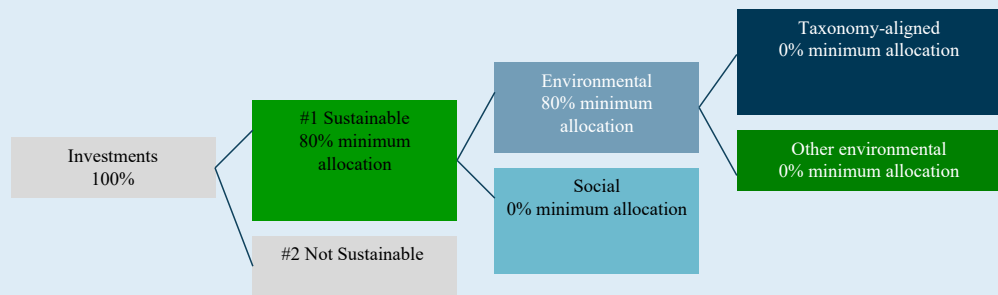 Investments
100%
#1 Sustainable
80% minimum
allocation
#2 Not Sustainable
Environmental
80% minimum
allocation
Social
0% minimum allocation
Taxonomy-aligned
0% minimum allocation
Other environmental
0% minimum allocation